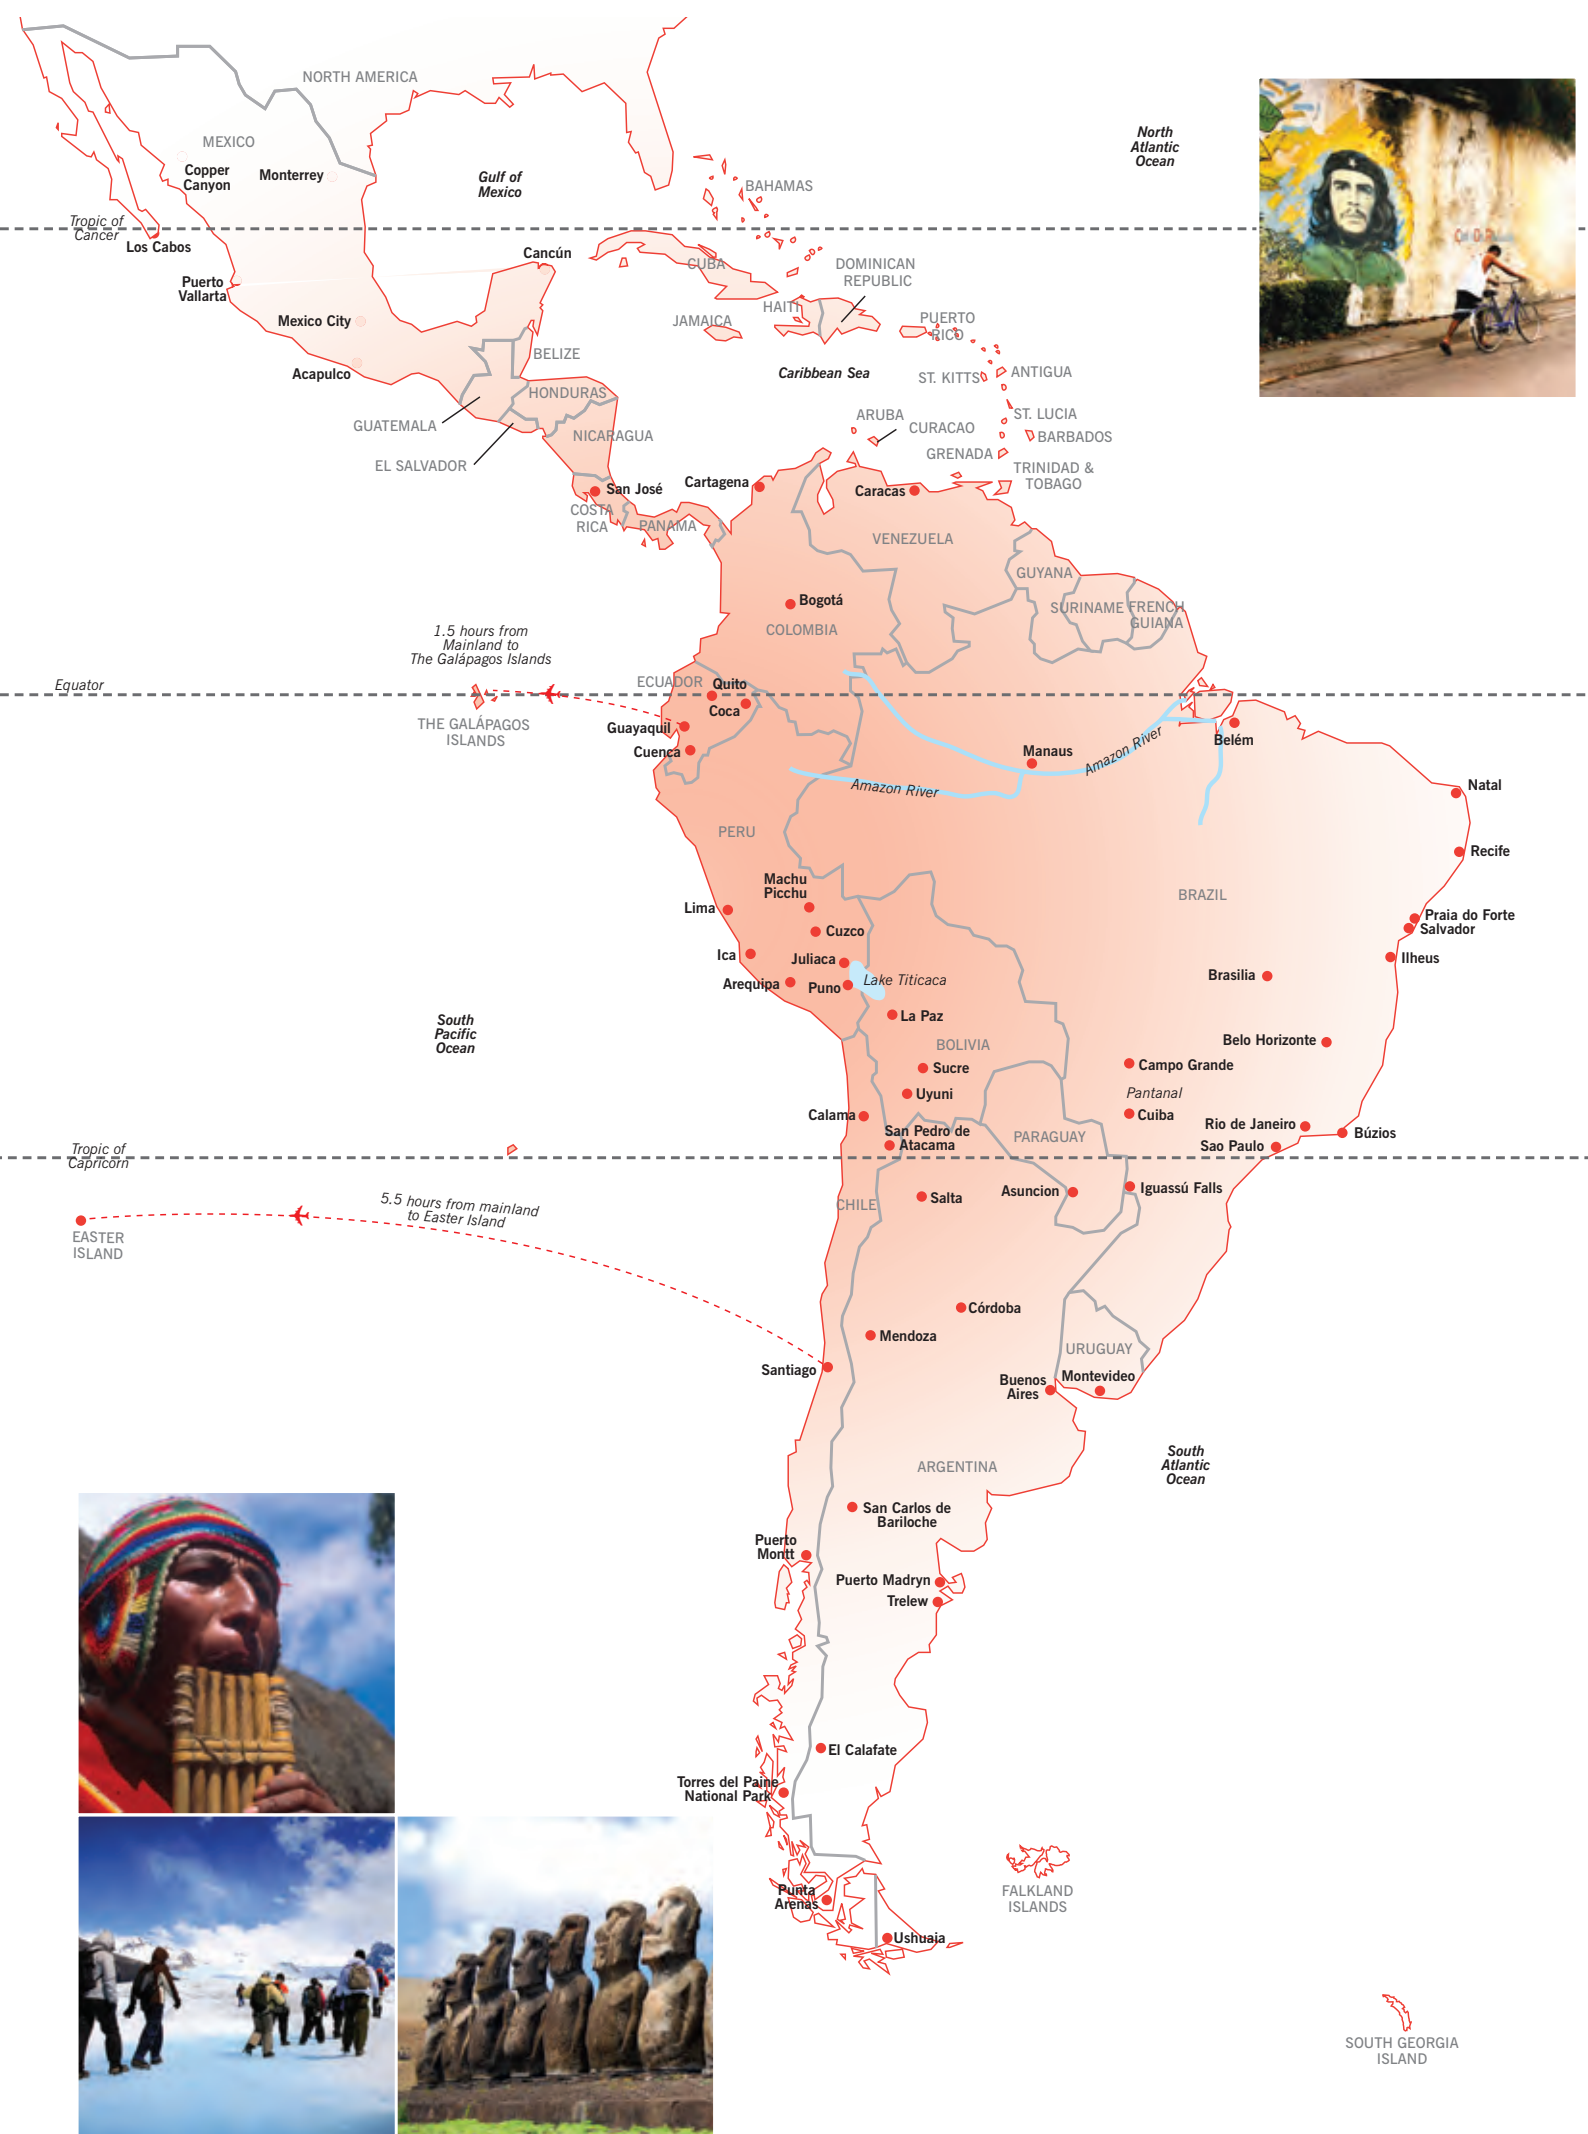 NORTH AMERICA
MEXICO
Copper
Canyon
Monterrey
Gulf of
Mexico
North
Atlantic
Ocean
BAHAMAS
Tropic of
Cancer
Los Cabos
Cancún
Puerto
Vallarta
CUBA
DOMINICAN
REPUBLIC
HAITI
JAMAICA
PUERTO
RICO
Mexico City
Acapulco
BELIZE
Caribbean Sea
ST. KITTS
ANTIGUA
HONDURAS
GUATEMALA
NICARAGUA
EL SALVADOR
ARUBA
CURACAO
ST. LUCIA
BARBADOS
GRENADA
TRINIDAD &
TOBAGO
San José
COSTA
RICA
PANAMA
Cartagena
Caracas
VENEZUELA
GUYANA
SURINAME
FRENCH
GUIANA
Bogotá
COLOMBIA
1.5 hours from
Mainland to
The Galápagos Islands
Equator
ECUADOR
Quito
Coca
THE GALÁPAGOS
ISLANDS
Guayaquil
Cuenca
Manaus
Amazon River
Amazon River
Belém
Natal
PERU
Recife
Machu
Picchu
BRAZIL
Lima
Cuzco
Praia do Forte
Salvador
Ica
Juliaca
Ilheus
Arequipa
Puno
Lake Titicaca
Brasilia
South
Pacific
Ocean
La Paz
BOLIVIA
Belo Horizonte
Sucre
Campo Grande
Uyuni
Pantanal
Calama
Cuiba
San Pedro de
Atacama
PARAGUAY
Rio de Janeiro
Búzios
Sao Paulo
Tropic of
Capricorn
5.5 hours from mainland
to Easter Island
EASTER
ISLAND
CHILE
Salta
Asuncion
Iguassú Falls
Córdoba
Mendoza
URUGUAY
Santiago
Buenos
Aires
Montevideo
ARGENTINA
South
Atlantic
Ocean
San Carlos de
Bariloche
Puerto
Montt
Puerto Madryn
Trelew
El Calafate
Torres del Paine
National Park
FALKLAND
ISLANDS
Punta
Arenas
Ushuaia
SOUTH GEORGIA
ISLAND